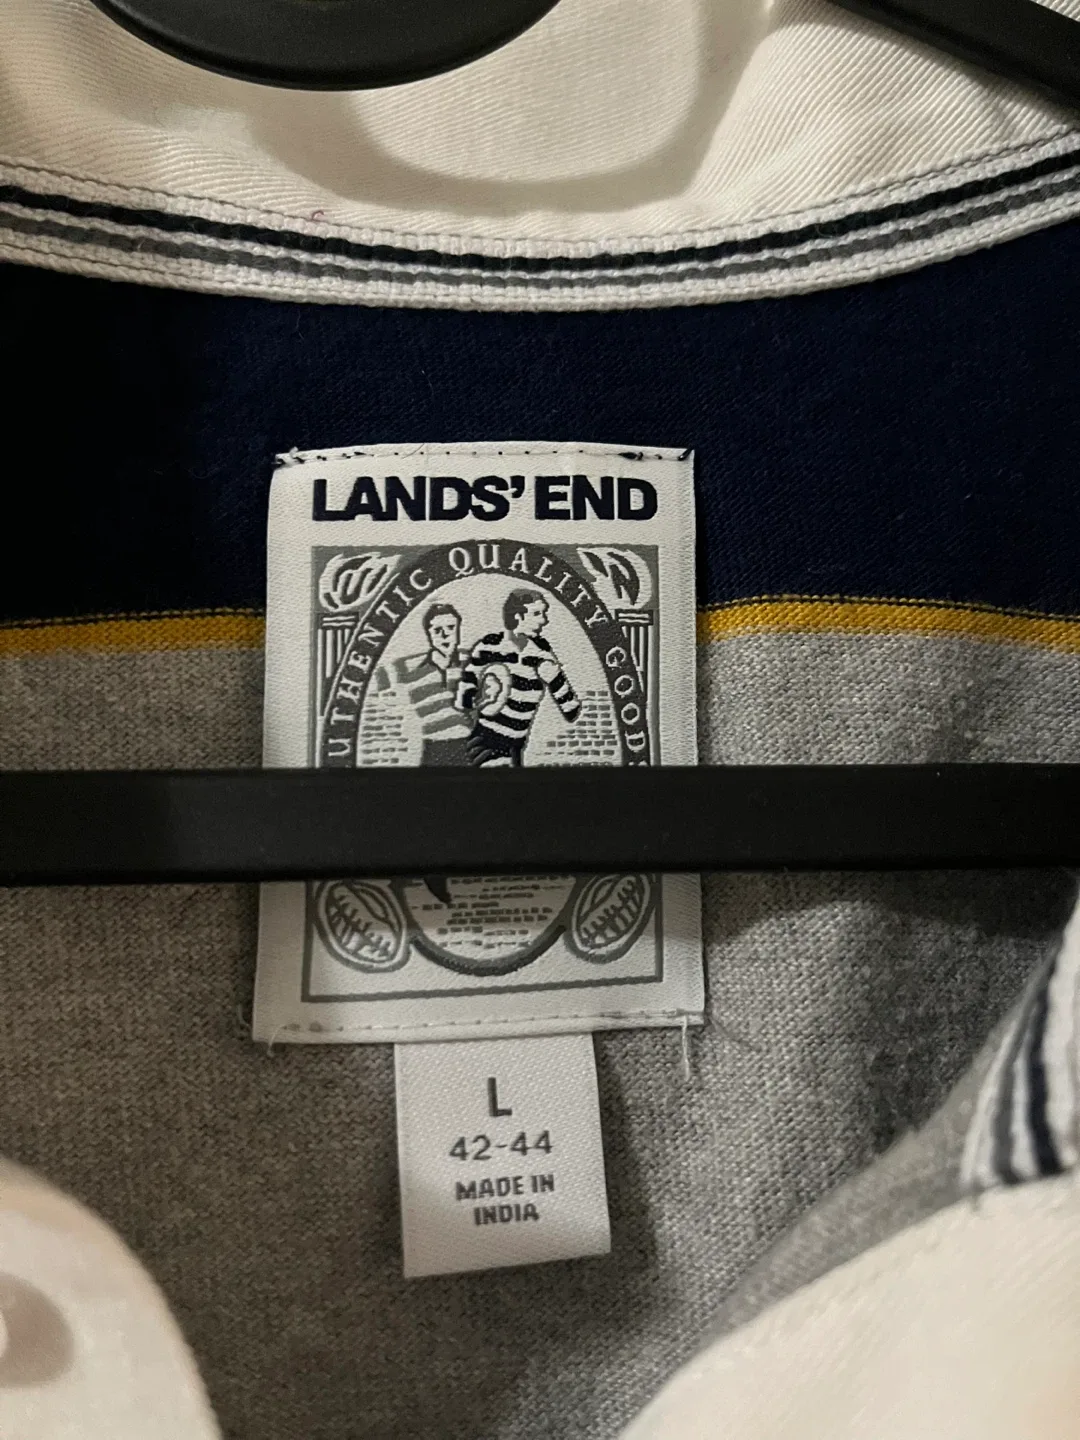 LANDS' END
AUTHENTIC QUALITY GOODS
L
42-44
MADE IN
INDIA